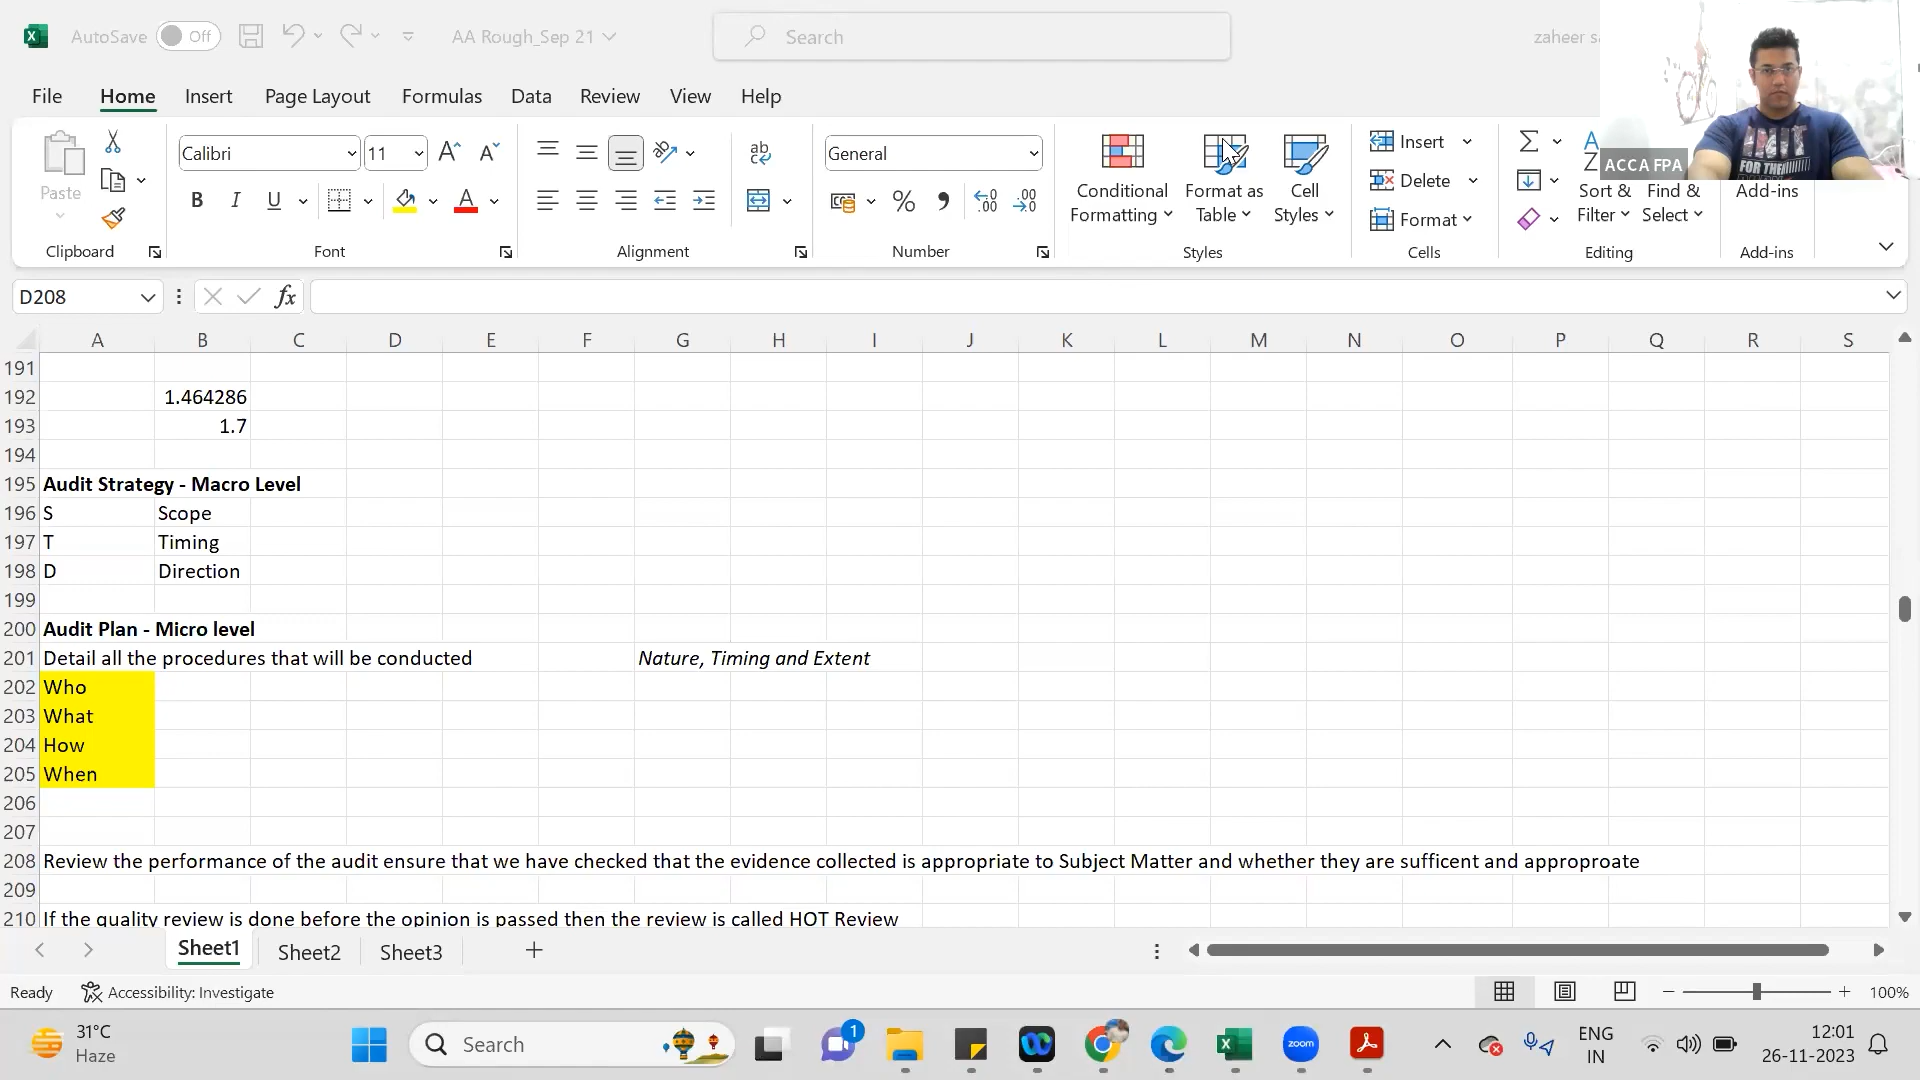 AutoSave Off AA Rough_Sep 21 Search zaheer
File Home Insert Page Layout Formulas Data Review View Help
Paste
Clipboard
Calibri 11
B I U
Font
ab
Alignment
General
Number
Conditional Formatting
Format as Table
Cell Styles
Styles
Insert
Delete
Format
Cells
Sort & Filter
Find & Select
Editing
Add-ins
Add-ins
ACCA FPA
D208 fx
A B C D E F G H I J K L M N O P Q R S
191
192 1.464286
193 1.7
194
195 Audit Strategy - Macro Level
196 S Scope
197 T Timing
198 D Direction
199
200 Audit Plan - Micro level
201 Detail all the procedures that will be conducted Nature, Timing and Extent
202 Who
203 What
204 How
205 When
206
207
208 Review the performance of the audit ensure that we have checked that the evidence collected is appropriate to Subject Matter and whether they are sufficent and approproate
209
210 If the quality review is done before the opinion is passed then the review is called HOT Review
Sheet1 Sheet2 Sheet3
Ready Accessibility: Investigate 100%
31°C
Haze
Search
1
zoom
ENG
IN
12:01
26-11-2023